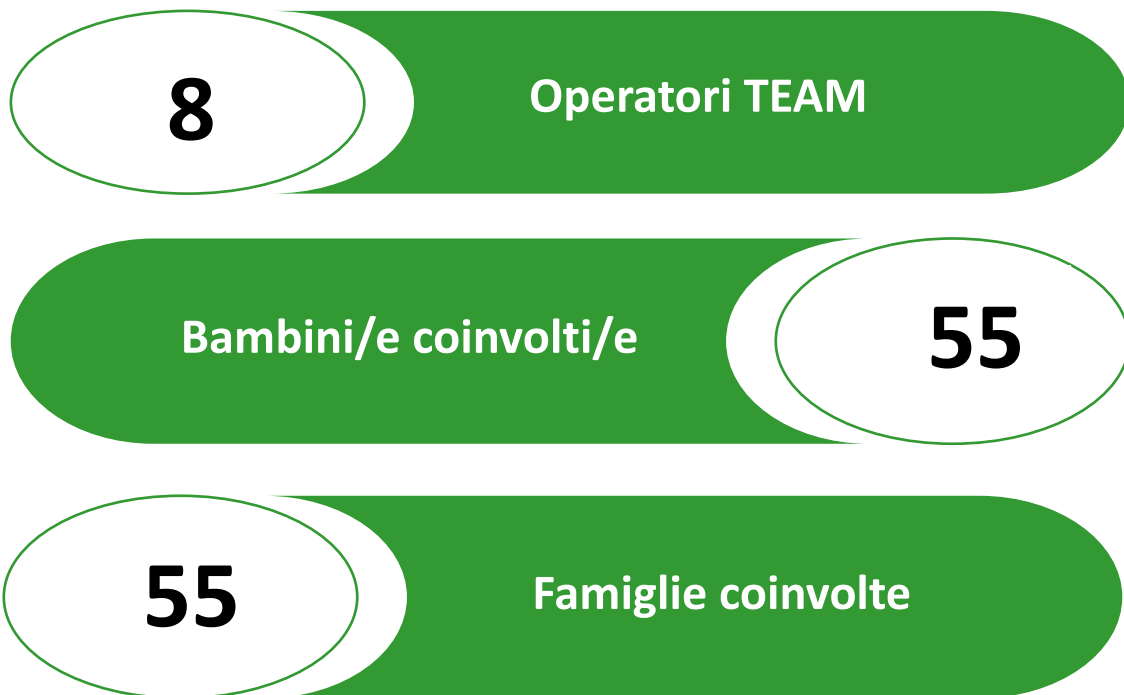 8
Operatori TEAM
Bambini/e coinvolti/e
55
55
Famiglie coinvolte